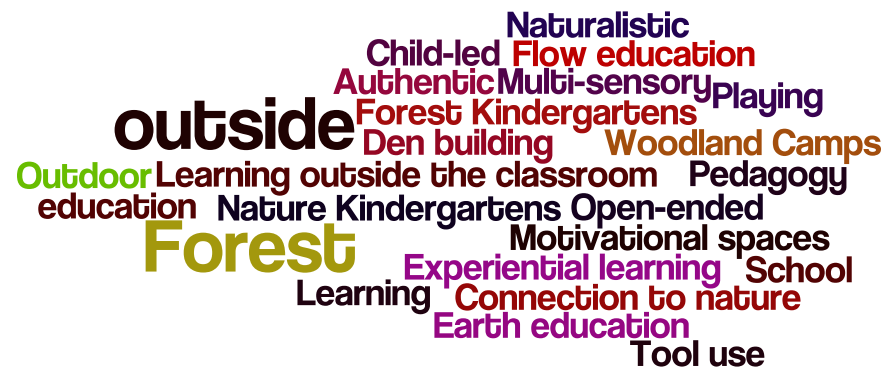 Naturalistic
Child-led Flow education
Authentic Multi-sensory Playing
outside Forest Kindergartens
Den building Woodland Camps
Outdoor Learning outside the classroom Pedagogy
education Nature Kindergartens Open-ended
Forest Motivational spaces
Experiential learning School
Learning Connection to nature
Earth education
Tool use